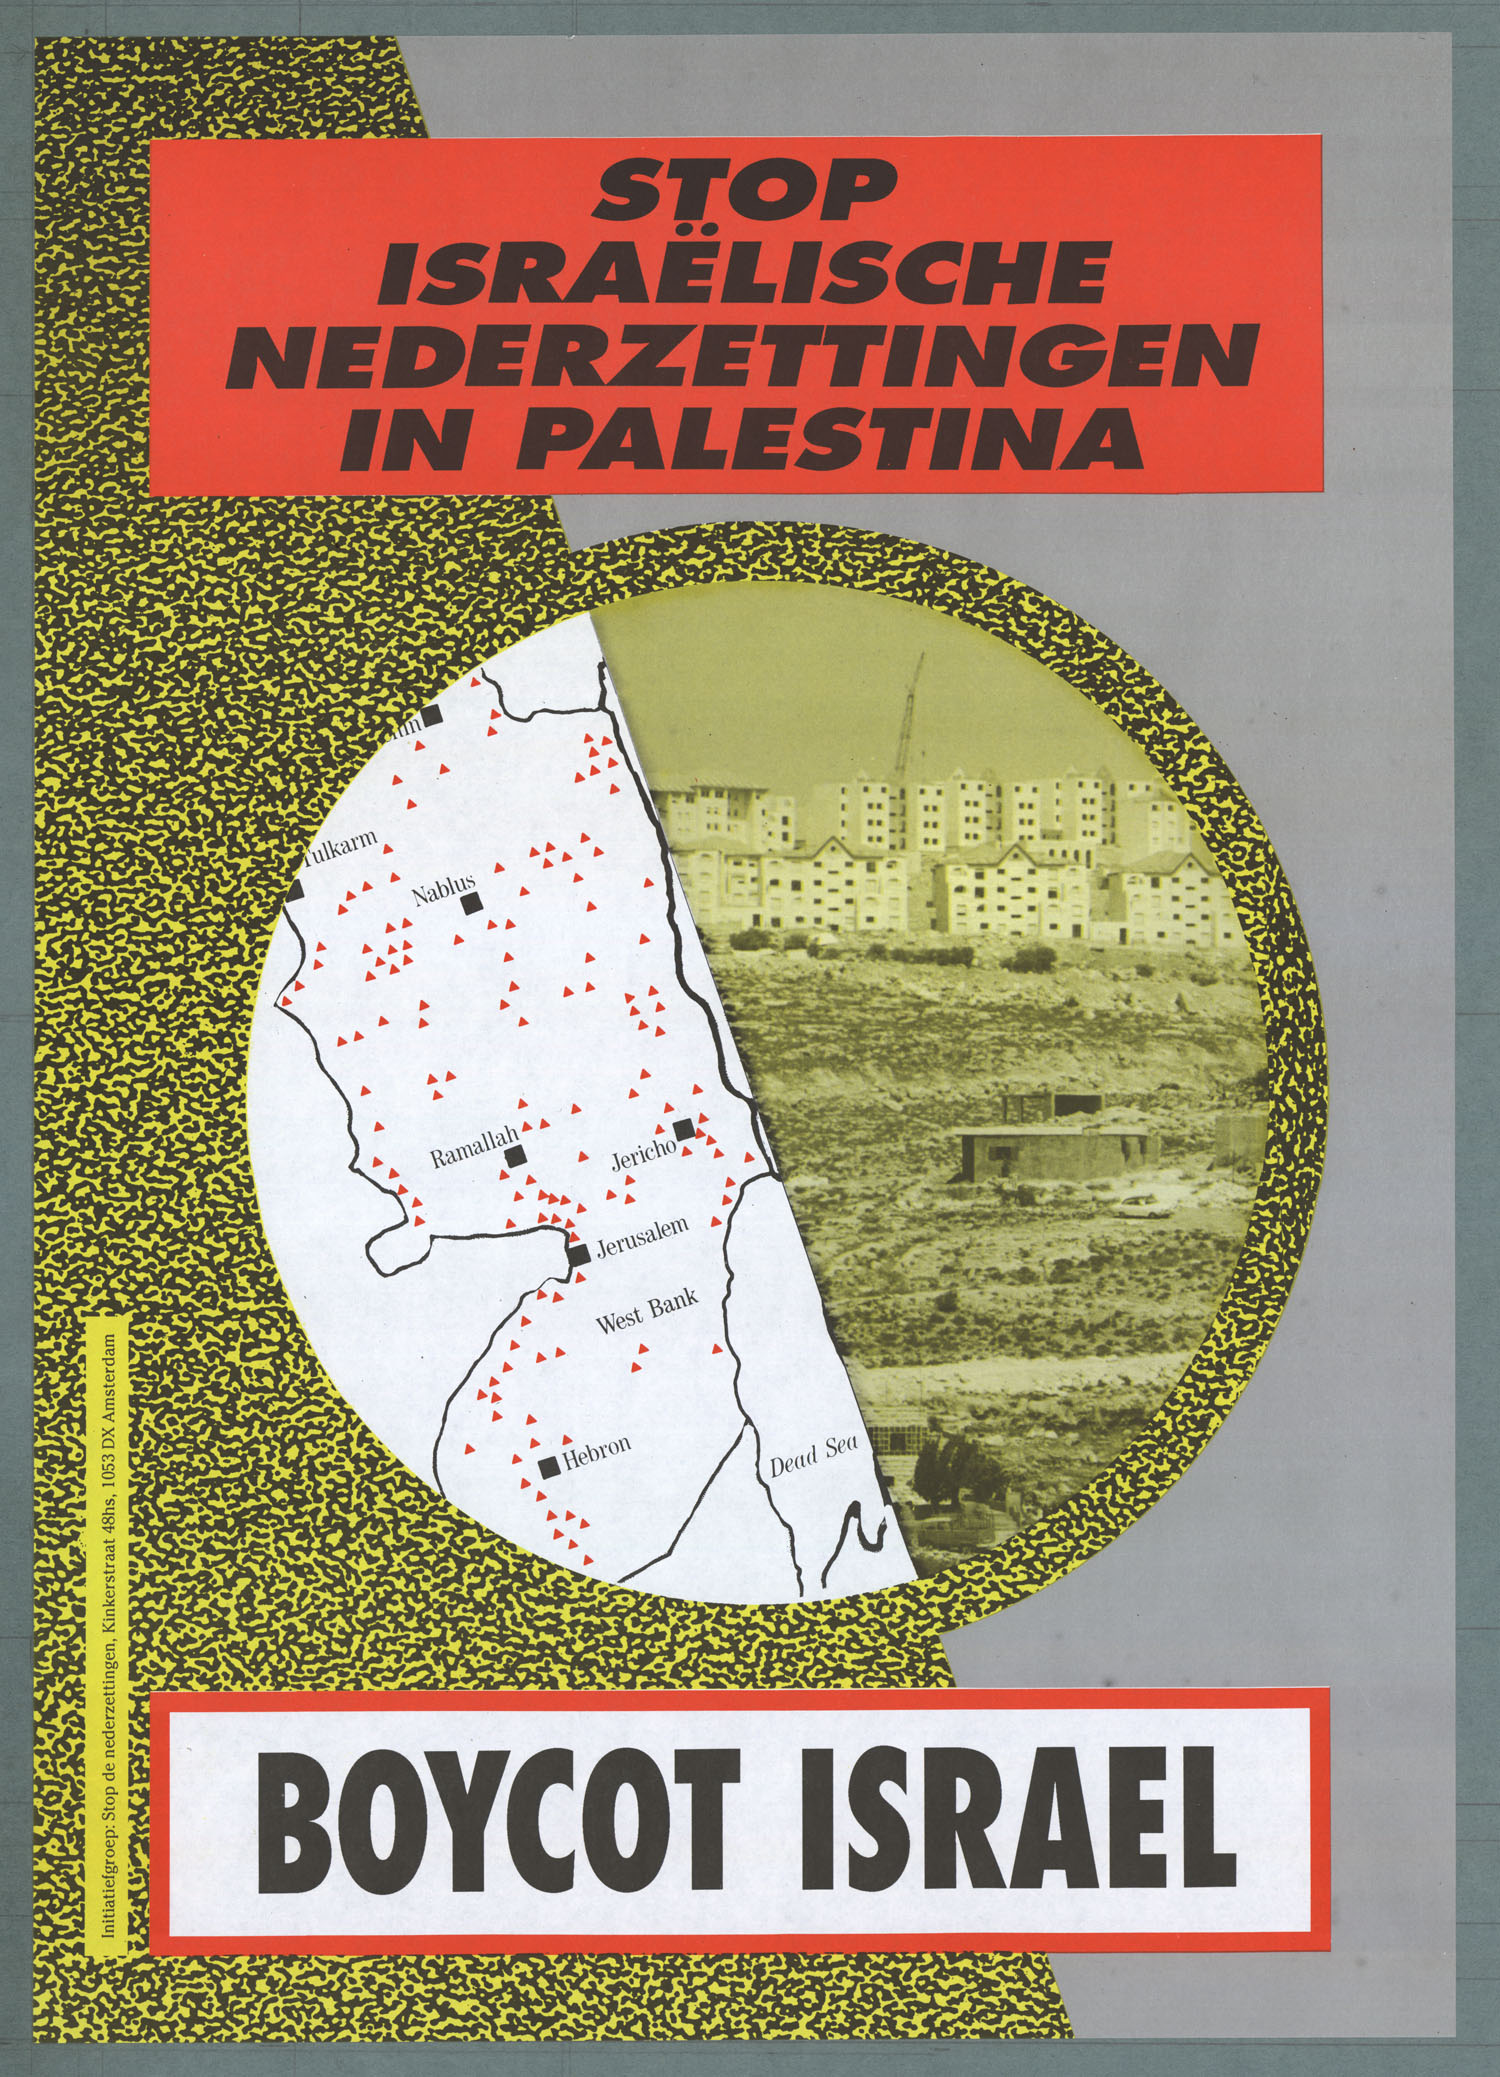 STOP
ISRAËLISCHE
NEDERZETTINGEN
IN PALESTINA
Tulkarm
Nablus
Ramallah
Jericho
Jerusalem
West Bank
Hebron
Dead Sea
Initiatiefgroep: Stop de nederzettingen, Kinkerstraat 48hs, 1053 DX Amsterdam
BOYCOT ISRAEL